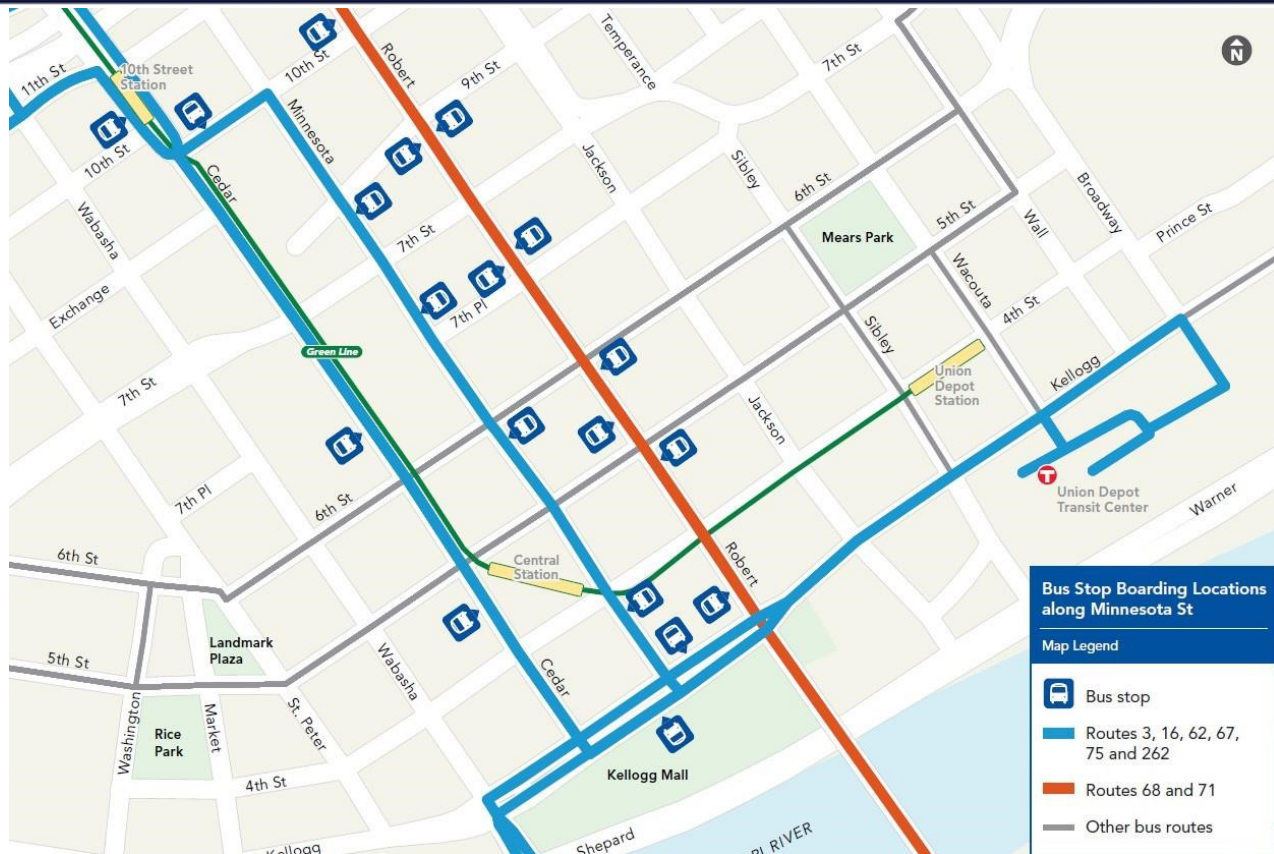 N
11th St
10th Street
Station
10th St
10th St
Robert
9th St
Temperance
7th St
Minnesota
Cedar
Wabasha
Jackson
Sibley
6th St
Broadway
Mears Park
5th St
Wall
Prince St
7th St
Exchange
7th Pl
Wacouta
4th St
Green Line
Sibley
Kellogg
Union
Depot
Station
7th St
Jackson
7th Pl
6th St
Union Depot
Transit Center
T
Warner
6th St
Central
Station
Robert
Landmark
Plaza
5th St
Wabasha
Cedar
Washington
Rice
Park
Market
St. Peter
4th St
Kellogg Mall
Kellogg
Shepard
PI RIVER
Bus Stop Boarding Locations
along Minnesota St
Map Legend
Bus stop
Routes 3, 16, 62, 67,
75 and 262
Routes 68 and 71
Other bus routes